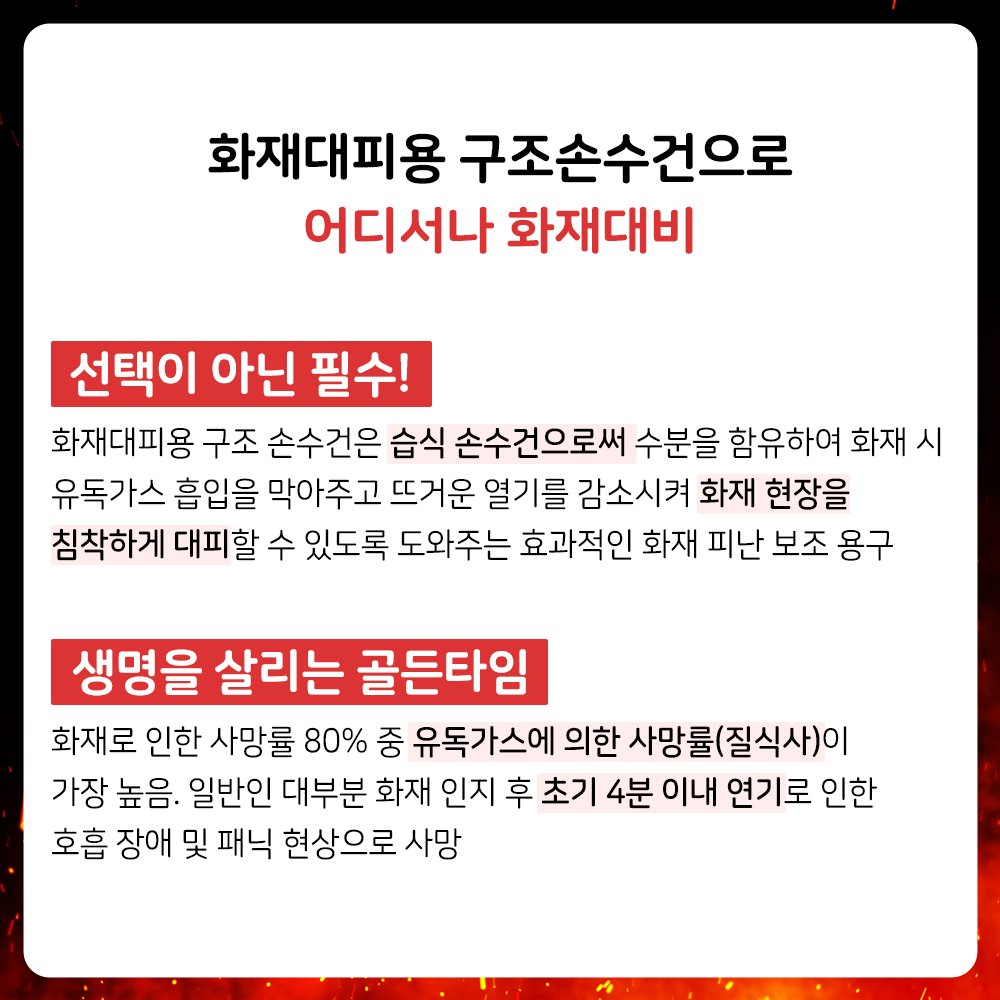 화재대피용 구조손수건으로
어디서나 화재대비
선택이 아닌 필수!
화재대피용 구조 손수건은 습식 손수건으로써 수분을 함유하여 화재 시
유독가스 흡입을 막아주고 뜨거운 열기를 감소시켜 화재 현장을
침착하게 대피할 수 있도록 도와주는 효과적인 화재 피난 보조 용구
생명을 살리는 골든타임
화재로 인한 사망률 80% 중 유독가스에 의한 사망률(질식사)이
가장 높음. 일반인 대부분 화재 인지 후 초기 4분 이내 연기로 인한
호흡 장애 및 패닉 현상으로 사망